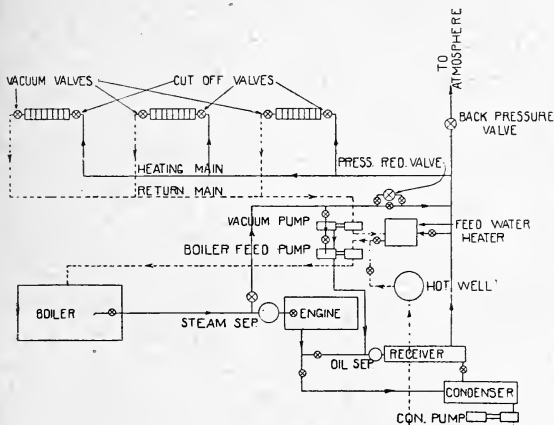 TO
ATMOSPHERE
VACUUM VALVES
CUT OFF VALVES
BACK PRESSURE
VALVE
PRESS. RED. VALVE
HEATING MAIN
RETURN MAIN
VACUUM PUMP
FEED WATER
HEATER
BOILER FEED PUMP
HOT WELL
BOILER
STEAM SEP.
ENGINE
OIL SEP
RECEIVER
CONDENSER
CON. PUMP